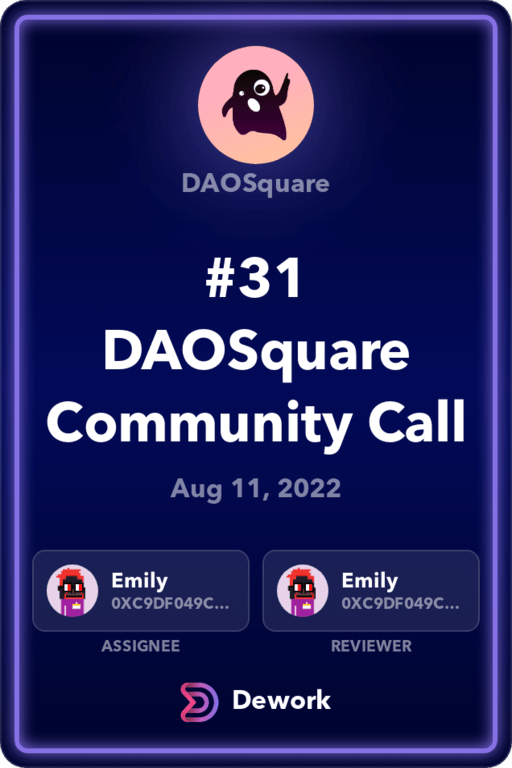 DAOSquare
#31
DAOSquare
Community Call
Aug 11, 2022
Emily
0XC9DF049C...
ASSIGNEE
Emily
0XC9DF049C...
REVIEWER
Dework